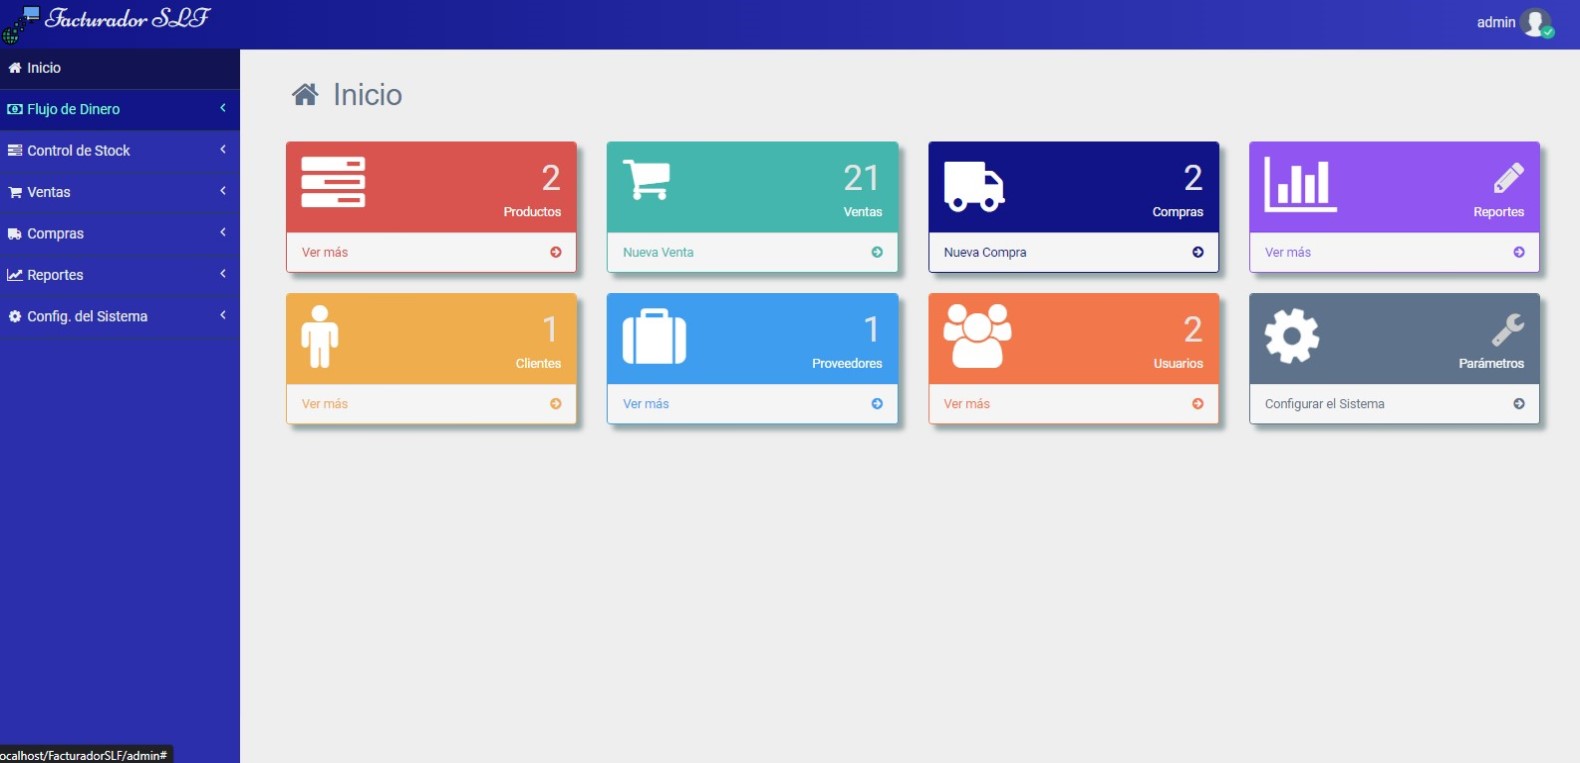 Facturador SLF
admin
Inicio
Flujo de Dinero
Control de Stock
Ventas
Compras
Reportes
Config. del Sistema
Inicio
2
Productos
Ver más
21
Ventas
Nueva Venta
2
Compras
Nueva Compra
Reportes
Ver más
1
Clientes
Ver más
1
Proveedores
Ver más
2
Usuarios
Ver más
Parámetros
Configurar el Sistema
ocalhost/FacturadorSLF/admin#